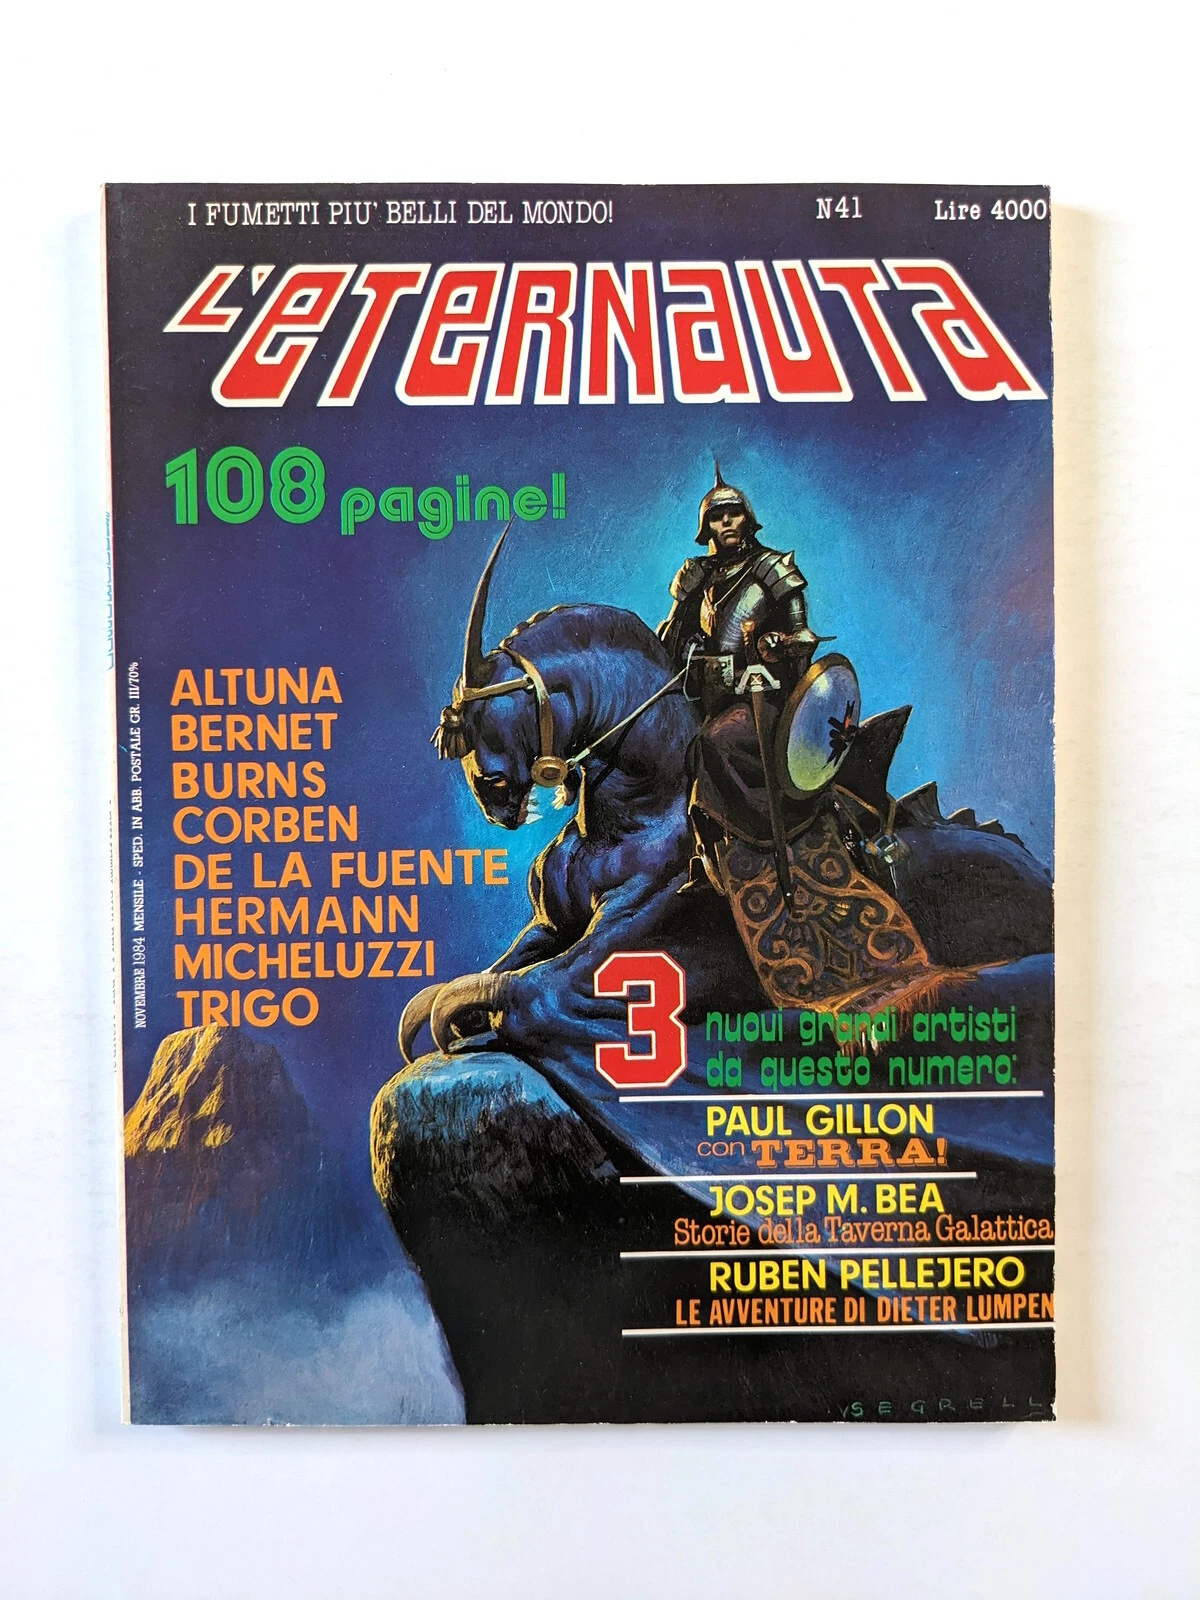 I FUMETTI PIU' BELLI DEL MONDO!
N41
Lire 4000
L'ETERNAUTA
108 pagine!
ALTUNA
BERNET
BURNS
CORBEN
DE LA FUENTE
HERMANN
MICHELUZZI
TRIGO
NOVEMBRE 1984 MENSILE - SPED. IN ABB. POSTALE GR. III/70%
3 nuovi grandi artisti
da questo numero:
PAUL GILLON
con TERRA!
JOSEP M. BEA
Storie della Taverna Galattica
RUBEN PELLEJERO
LE AVVENTURE DI DIETER LUMPEN
VSEGRELL